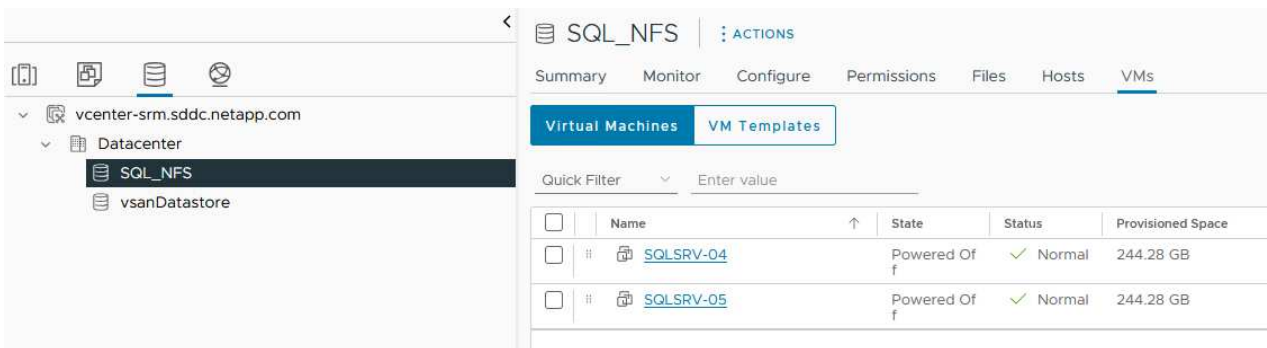 SQL_NFS
ACTIONS
Summary Monitor Configure Permissions Files Hosts VMs
vcenter-srm.sddc.netapp.com
Datacenter
SQL_NFS
vsanDatastore
Virtual Machines VM Templates
Quick Filter Enter value
Name State Status Provisioned Space
SQLSRV-04 Powered Of Normal 244.28 GB
f
SQLSRV-05 Powered Of Normal 244.28 GB
f